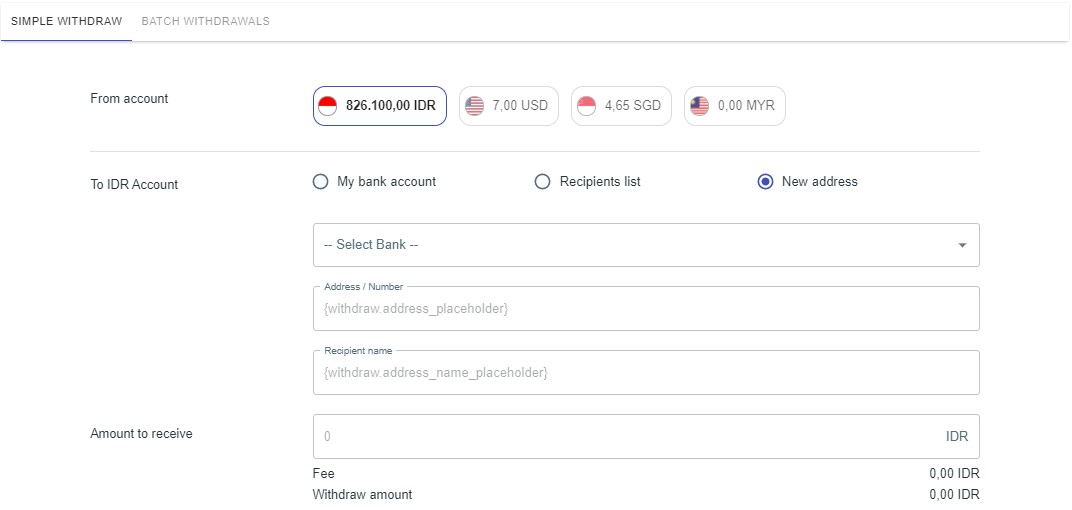 SIMPLE WITHDRAW BATCH WITHDRAWALS
From account 826.100,00 IDR 7,00 USD 4,65 SGD 0,00 MYR
To IDR Account My bank account Recipients list New address
-- Select Bank --
Address / Number
{withdraw.address_placeholder}
Recipient name
{withdraw.address_name_placeholder}
Amount to receive 0 IDR
Fee 0,00 IDR
Withdraw amount 0,00 IDR